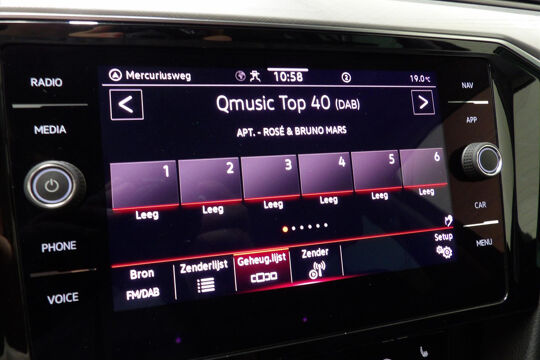 RADIO
MEDIA
PHONE
VOICE
Mercuriusweg
10:58
2
19.0°C
Qmusic Top 40 (DAB)
APT. - ROSÉ & BRUNO MARS
1 2 3 4 5 6
Leeg Leeg Leeg Leeg Leeg Leeg
Bron
FM/DAB
Zenderlijst
Geheug.lijst
Zender
Setup
NAV
APP
CAR
MENU